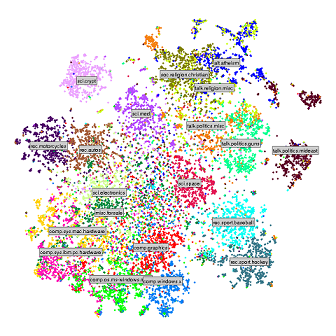 alt.atheism
soc.religion.christian
sci.crypt
talk.religion.misc
sci.med
talk.politics.misc
talk.politics.guns
rec.motorcycles
rec.autos
talk.politics.mideast
sci.space
sci.electronics
misc.forsale
rec.sport.baseball
comp.sys.mac.hardware
comp.graphics
comp.sys.ibm.pc.hardware
rec.sport.hockey
comp.os.ms-windows.misc
comp.windows.x